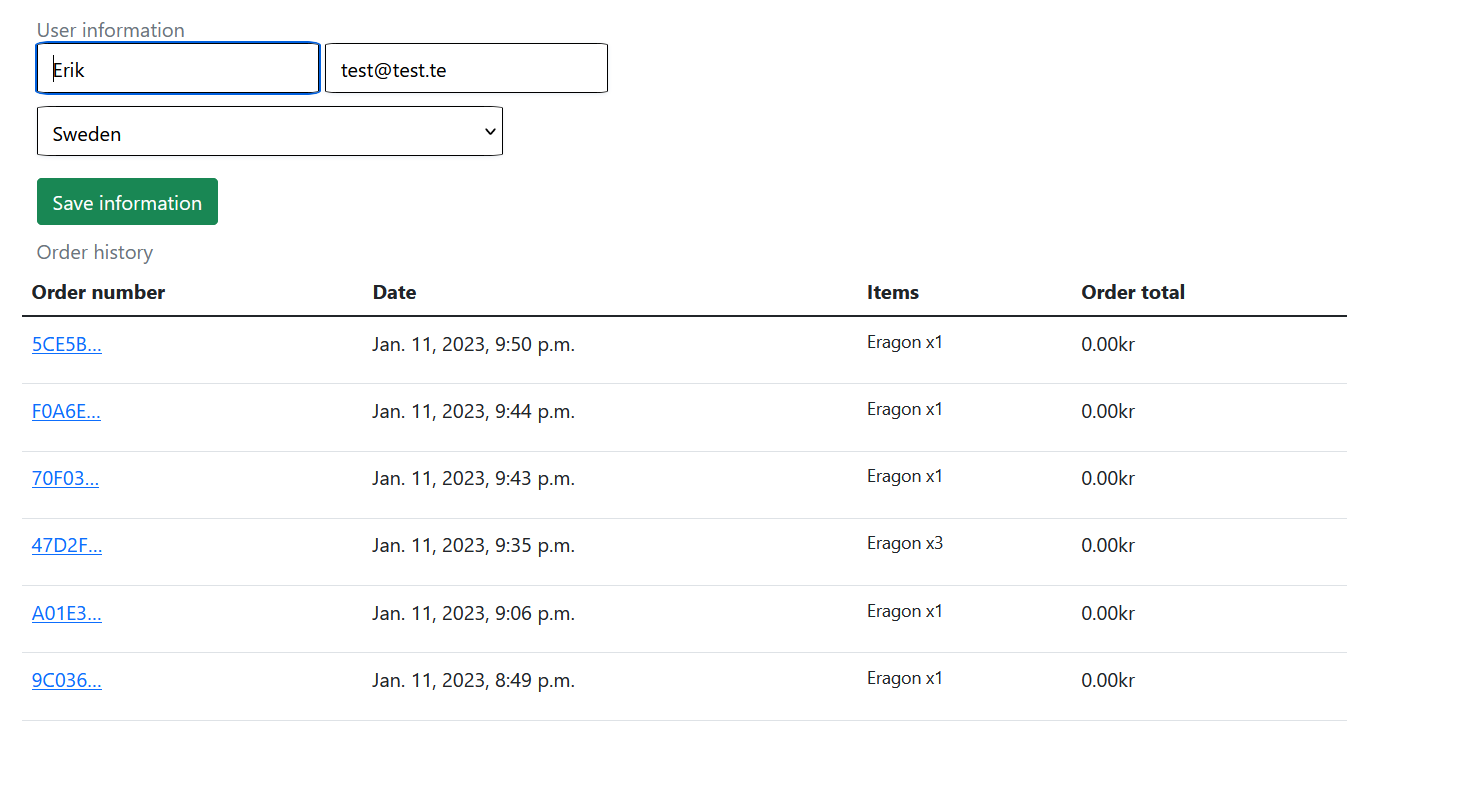 User information
Erik test@test.te
Sweden
Save information
Order history
Order number Date Items Order total
5CE5B... Jan. 11, 2023, 9:50 p.m. Eragon x1 0.00kr
F0A6E... Jan. 11, 2023, 9:44 p.m. Eragon x1 0.00kr
70F03... Jan. 11, 2023, 9:43 p.m. Eragon x1 0.00kr
47D2F... Jan. 11, 2023, 9:35 p.m. Eragon x3 0.00kr
A01E3... Jan. 11, 2023, 9:06 p.m. Eragon x1 0.00kr
9C036... Jan. 11, 2023, 8:49 p.m. Eragon x1 0.00kr